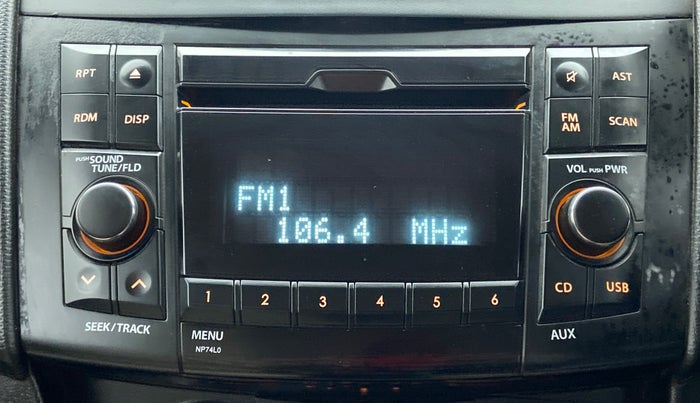 RPT
RDM
DISP
PUSH SOUND
TUNE/FLD
SEEK/TRACK
FM1
106.4 MHz
1 2 3 4 5 6
MENU
NP74L0
AST
FM
AM
SCAN
VOL PUSH PWR
CD
USB
AUX